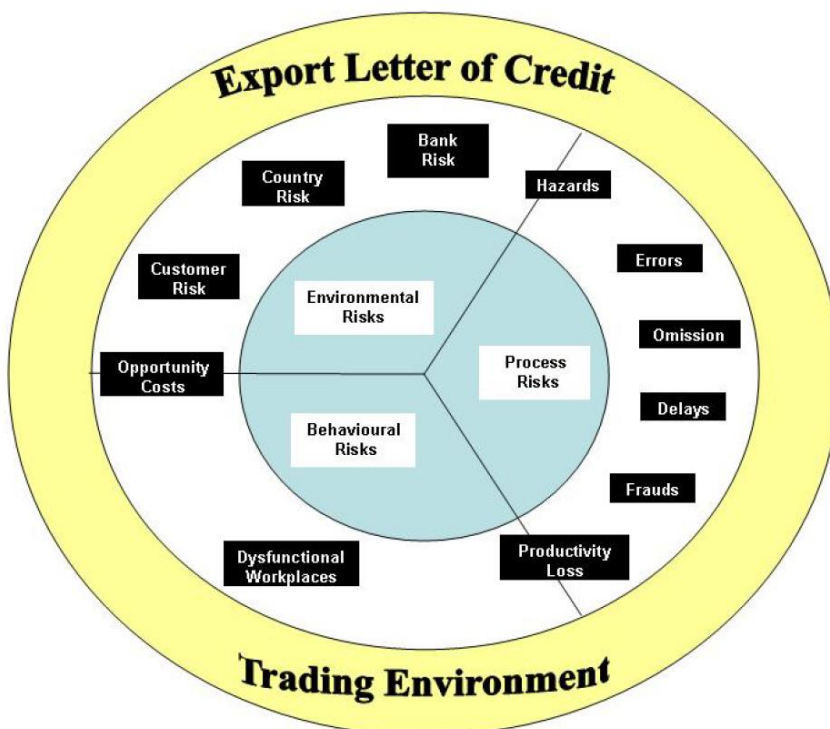 Export Letter of Credit
Bank
Risk
Country
Risk
Hazards
Customer
Risk
Errors
Environmental
Risks
Omission
Opportunity
Costs
Process
Risks
Delays
Behavioural
Risks
Frauds
Dysfunctional
Workplaces
Productivity
Loss
Trading Environment